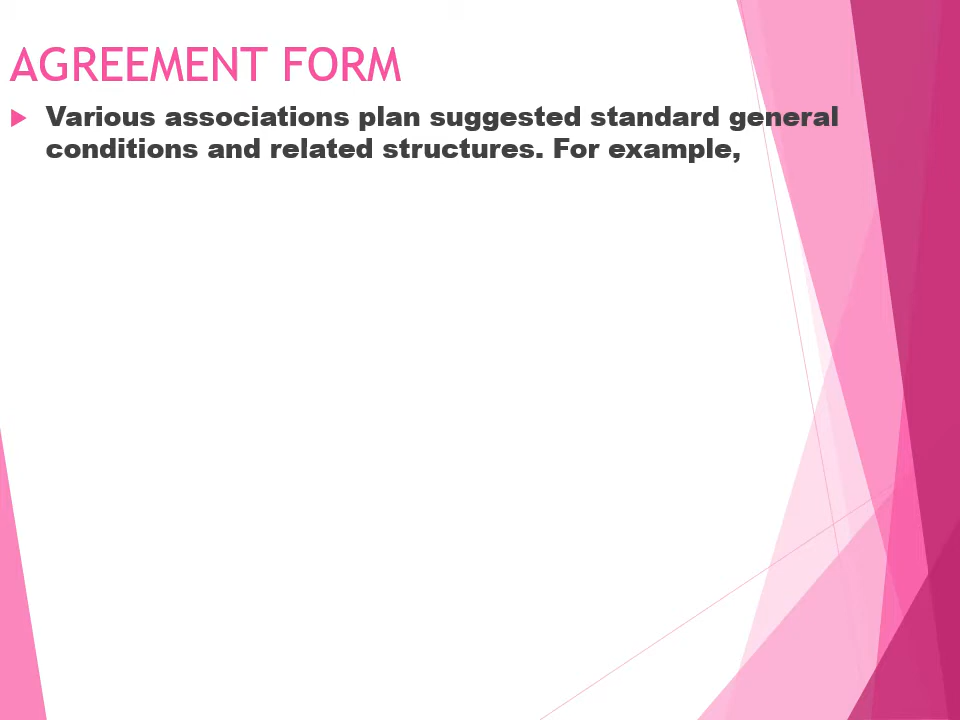 AGREEMENT FORM
Various associations plan suggested standard general
conditions and related structures. For example,